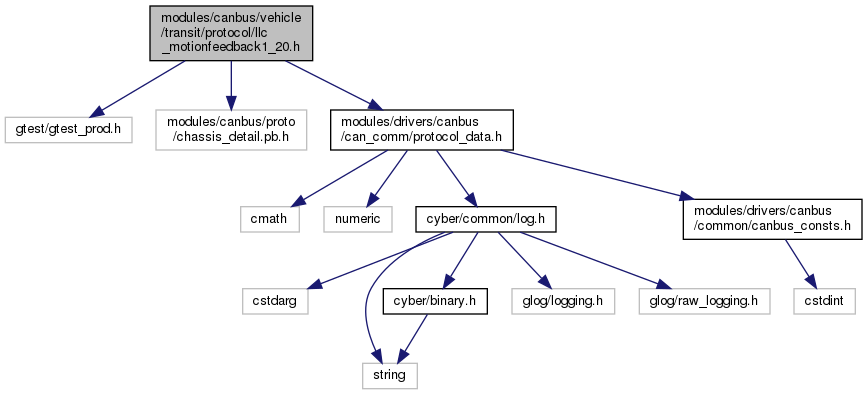 modules/canbus/vehicle
/transit/protocol/llc
_motionfeedback1_20.h
gtest/gtest_prod.h
modules/canbus/proto
/chassis_detail.pb.h
modules/drivers/canbus
/can_comm/protocol_data.h
cmath
numeric
cyber/common/log.h
modules/drivers/canbus
/common/canbus_consts.h
cstdarg
cyber/binary.h
glog/logging.h
glog/raw_logging.h
cstdint
string